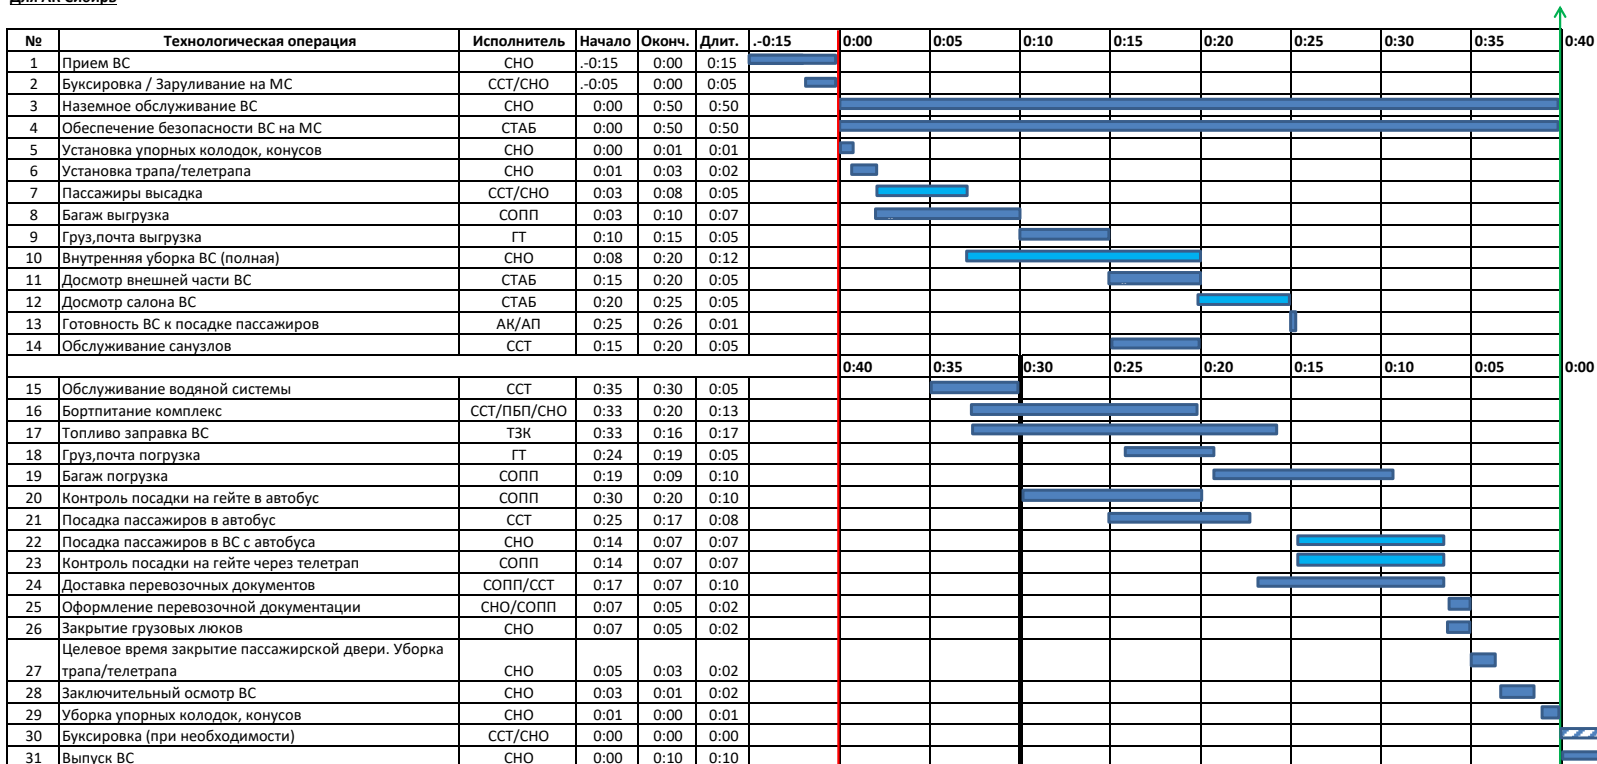 Для АК Сибирь
№ Технологическая операция Исполнитель Начало Оконч. Длит. .-0:15 0:00 0:05 0:10 0:15 0:20 0:25 0:30 0:35 0:40
1 Прием ВС СНО .-0:15 0:00 0:15
2 Буксировка / Заруливание на МС ССТ/СНО .-0:05 0:00 0:05
3 Наземное обслуживание ВС СНО 0:00 0:50 0:50
4 Обеспечение безопасности ВС на МС СТАБ 0:00 0:50 0:50
5 Установка упорных колодок, конусов СНО 0:00 0:01 0:01
6 Установка трапа/телетрапа СНО 0:01 0:03 0:02
7 Пассажиры высадка ССТ/СНО 0:03 0:08 0:05
8 Багаж выгрузка СОПП 0:03 0:10 0:07
9 Груз,почта выгрузка ГТ 0:10 0:15 0:05
10 Внутренняя уборка ВС (полная) СНО 0:08 0:20 0:12
11 Досмотр внешней части ВС СТАБ 0:15 0:20 0:05
12 Досмотр салона ВС СТАБ 0:20 0:25 0:05
13 Готовность ВС к посадке пассажиров АК/АП 0:25 0:26 0:01
14 Обслуживание санузлов ССТ 0:15 0:20 0:05
0:40 0:35 0:30 0:25 0:20 0:15 0:10 0:05 0:00
15 Обслуживание водяной системы ССТ 0:35 0:30 0:05
16 Бортпитание комплекс ССТ/ПБП/СНО 0:33 0:20 0:13
17 Топливо заправка ВС ТЗК 0:33 0:16 0:17
18 Груз,почта погрузка ГТ 0:24 0:19 0:05
19 Багаж погрузка СОПП 0:19 0:09 0:10
20 Контроль посадки на гейте в автобус СОПП 0:30 0:20 0:10
21 Посадка пассажиров в автобус ССТ 0:25 0:17 0:08
22 Посадка пассажиров в ВС с автобуса СНО 0:14 0:07 0:07
23 Контроль посадки на гейте через телетрап СОПП 0:14 0:07 0:07
24 Доставка перевозочных документов СОПП/ССТ 0:17 0:07 0:10
25 Оформление перевозочной документации СНО/СОПП 0:07 0:05 0:02
26 Закрытие грузовых люков СНО 0:07 0:05 0:02
Целевое время закрытие пассажирской двери. Уборка
27 трапа/телетрапа СНО 0:05 0:03 0:02
28 Заключительный осмотр ВС СНО 0:03 0:01 0:02
29 Уборка упорных колодок, конусов СНО 0:01 0:00 0:01
30 Буксировка (при необходимости) ССТ/СНО 0:00 0:00 0:00
31 Выпуск ВС СНО 0:00 0:10 0:10